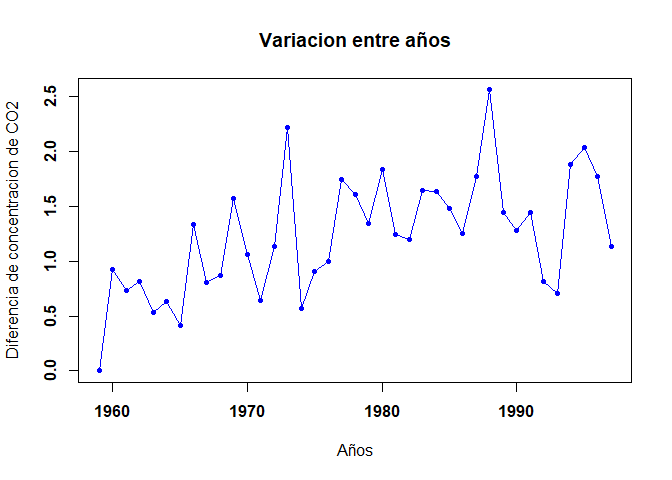 Variacion entre años
Diferencia de concentracion de CO2
2.5
2.0
1.5
1.0
0.5
0.0
1960 1970 1980 1990
Años